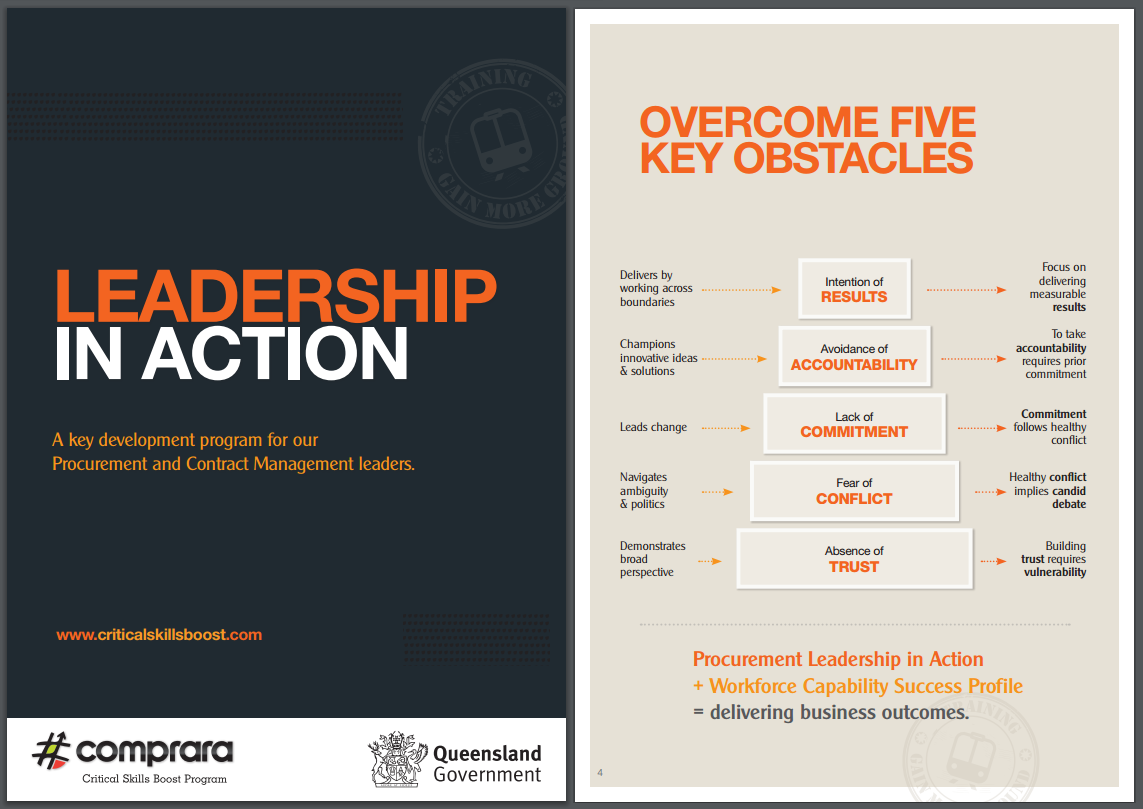 TRAINING
GAIN MORE
LEADERSHIP
IN ACTION
A key development program for our
Procurement and Contract Management leaders.
www.criticalskillsboost.com
comprara
Critical Skills Boost Program
Queensland
Government
OVERCOME FIVE
KEY OBSTACLES
Delivers by
working across
boundaries
Intention of
RESULTS
Focus on
delivering
measurable
results
Champions
innovative ideas
& solutions
Avoidance of
ACCOUNTABILITY
To take
accountability
requires prior
commitment
Leads change
Lack of
COMMITMENT
Commitment
follows healthy
conflict
Navigates
ambiguity
& politics
Fear of
CONFLICT
Healthy conflict
implies candid
debate
Demonstrates
broad
perspective
Absence of
TRUST
Building
trust requires
vulnerability
Procurement Leadership in Action
+ Workforce Capability Success Profile
= delivering business outcomes.
TRAINING
4